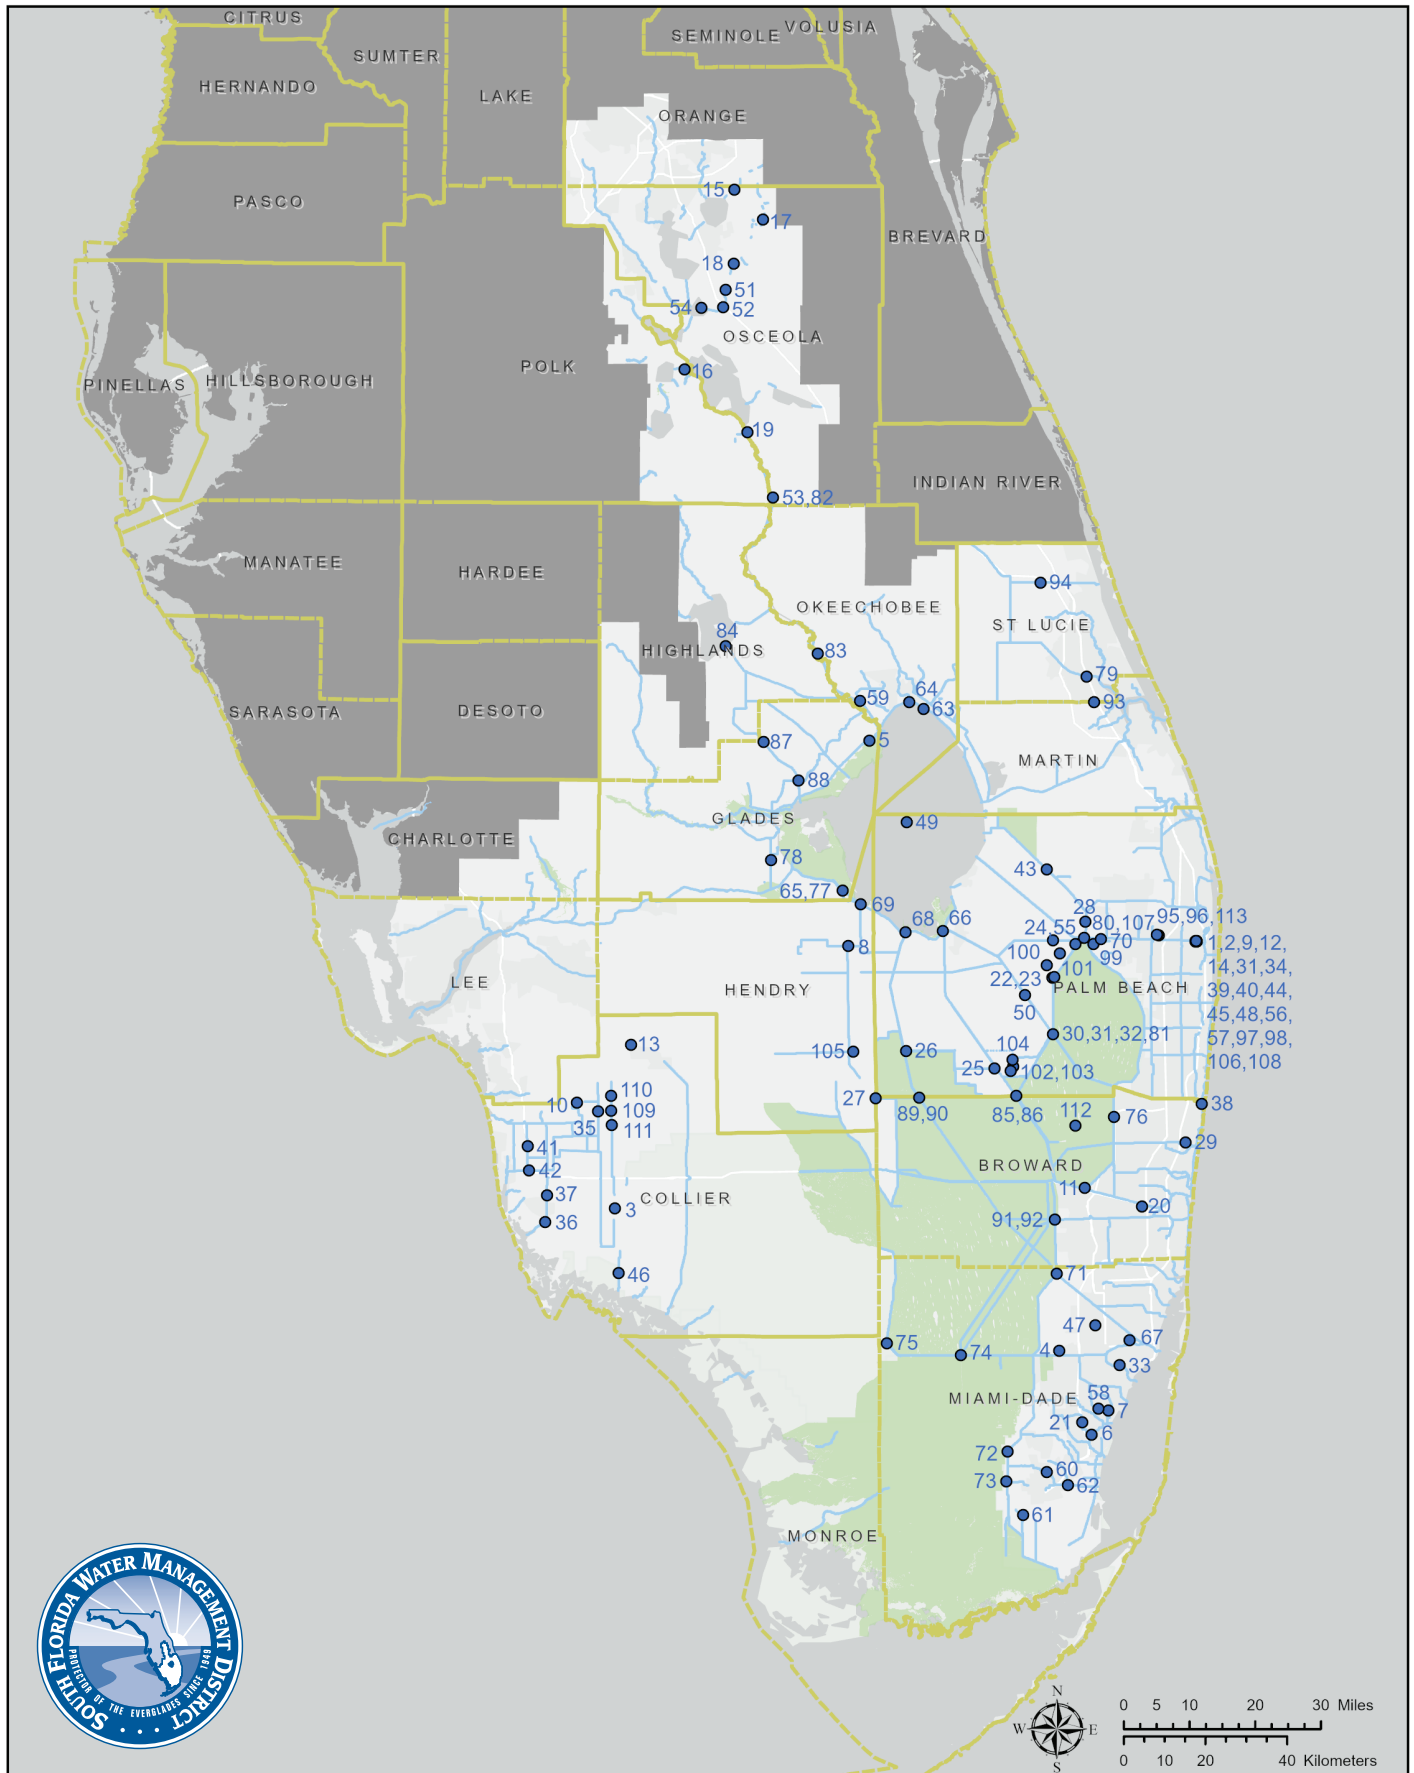 CITRUS
VOLUSIA
SEMINOLE
SUMTER
HERNANDO
LAKE
ORANGE
15
PASCO
17
BREVARD
18
51
54
52
OSCEOLA
POLK
16
PINELLAS
HILLSBOROUGH
19
INDIAN RIVER
53,82
MANATEE
HARDEE
94
OKEECHOBEE
ST LUCIE
84
HIGHLANDS
83
79
64
59
93
63
SARASOTA
DESOTO
87
5
MARTIN
88
GLADES
49
CHARLOTTE
78
43
65,77
69
28
95,96,113
80,107
24,55
68
66
70
8
1,2,9,12,
14,31,34,
39,40,44,
45,48,56,
57,97,98,
106,108
99
100
101
22,23
PALM BEACH
LEE
HENDRY
50
30,31,32,81
13
105
26
104
25
102,103
110
10
27
38
109
89,90
85,86
35
111
112
76
41
29
BROWARD
42
11
37
COLLIER
3
20
36
91,92
46
71
47
67
75
74
4
33
MIAMI-DADE
58
7
21
6
72
60
73
62
61
MONROE
SOUTH FLORIDA WATER MANAGEMENT DISTRICT
PROTECTOR OF THE EVERGLADES SINCE 1949
N
W
E
S
0 5 10 20 30 Miles
0 10 20 40 Kilometers